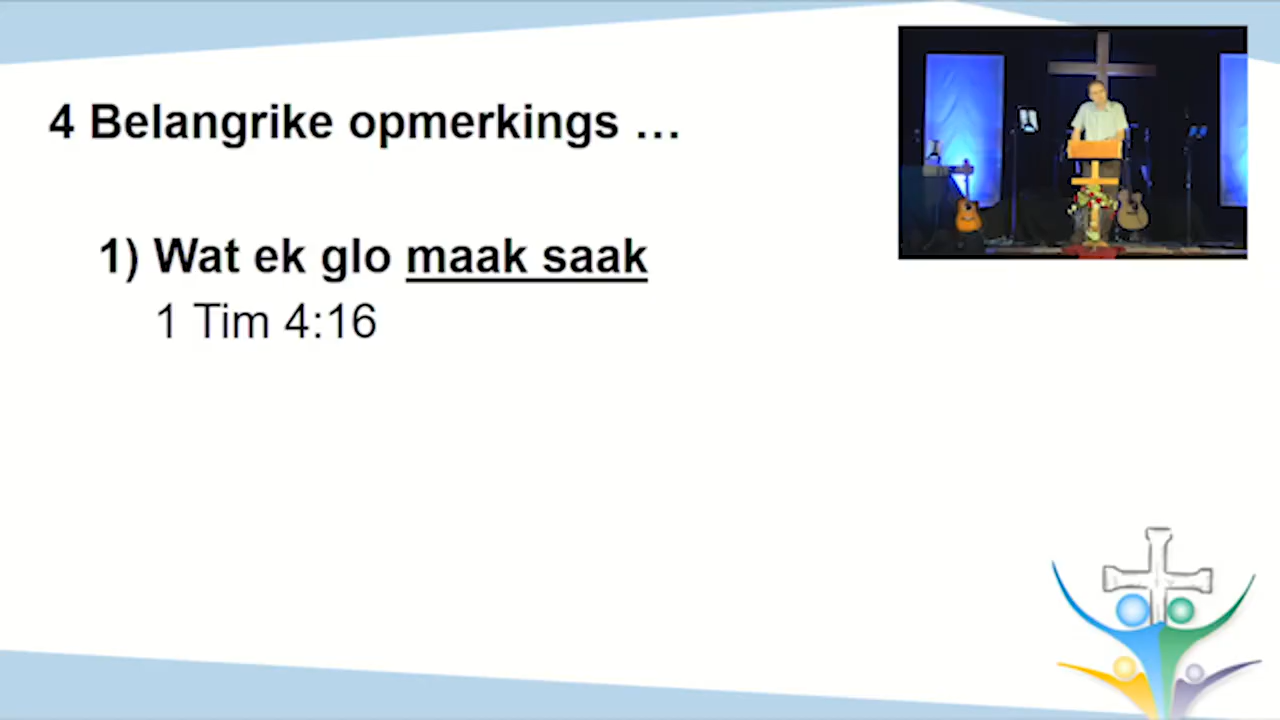 4 Belangrike opmerkings …
1) Wat ek glo maak saak
1 Tim 4:16